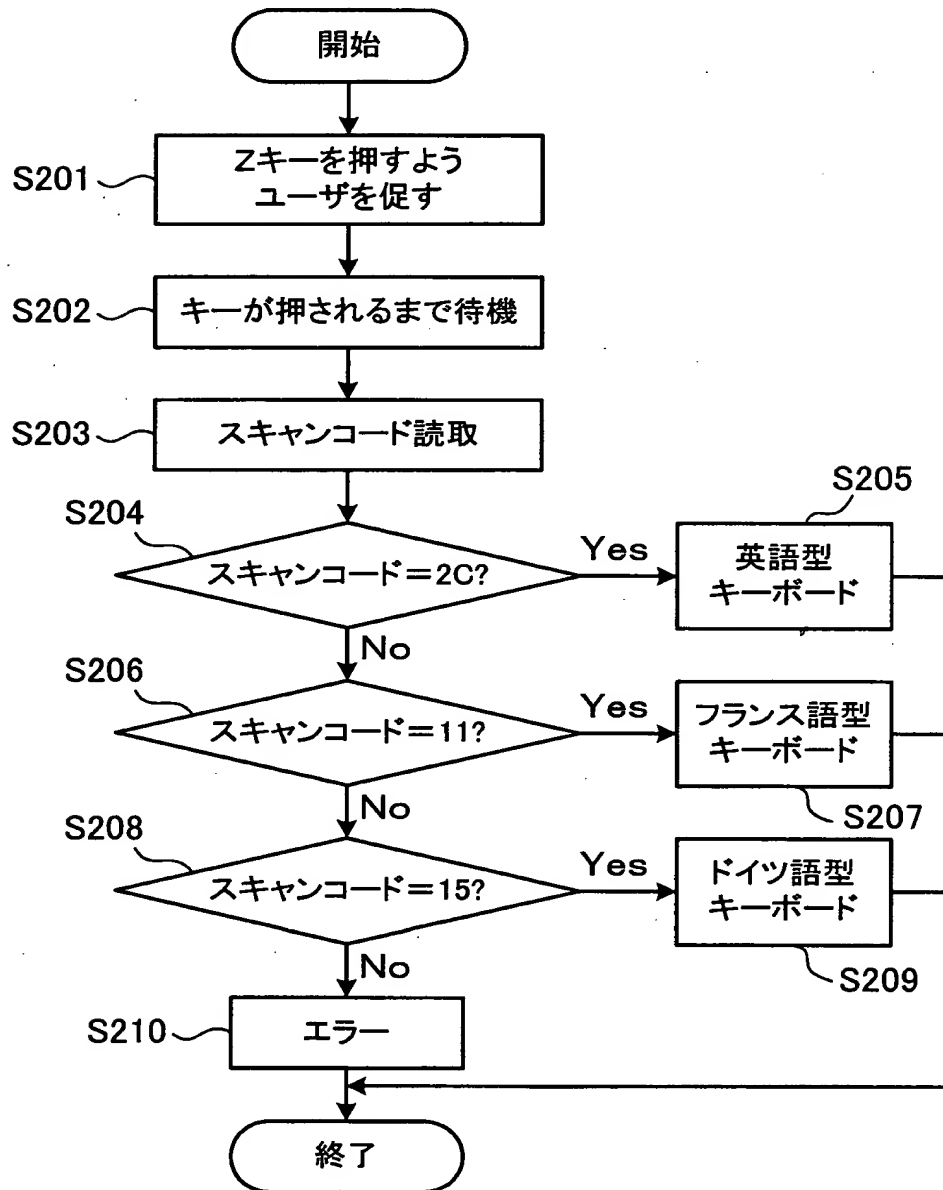 開始
S201
Zキーを押すよう
ユーザを促す
S202
キーが押されるまで待機
S203
スキャンコード読取
S204
スキャンコード＝2C?
Yes
S205
英語型
キーボード
No
S206
スキャンコード＝11?
Yes
フランス語型
キーボード
S207
No
S208
スキャンコード＝15?
Yes
ドイツ語型
キーボード
S209
No
S210
エラー
終了